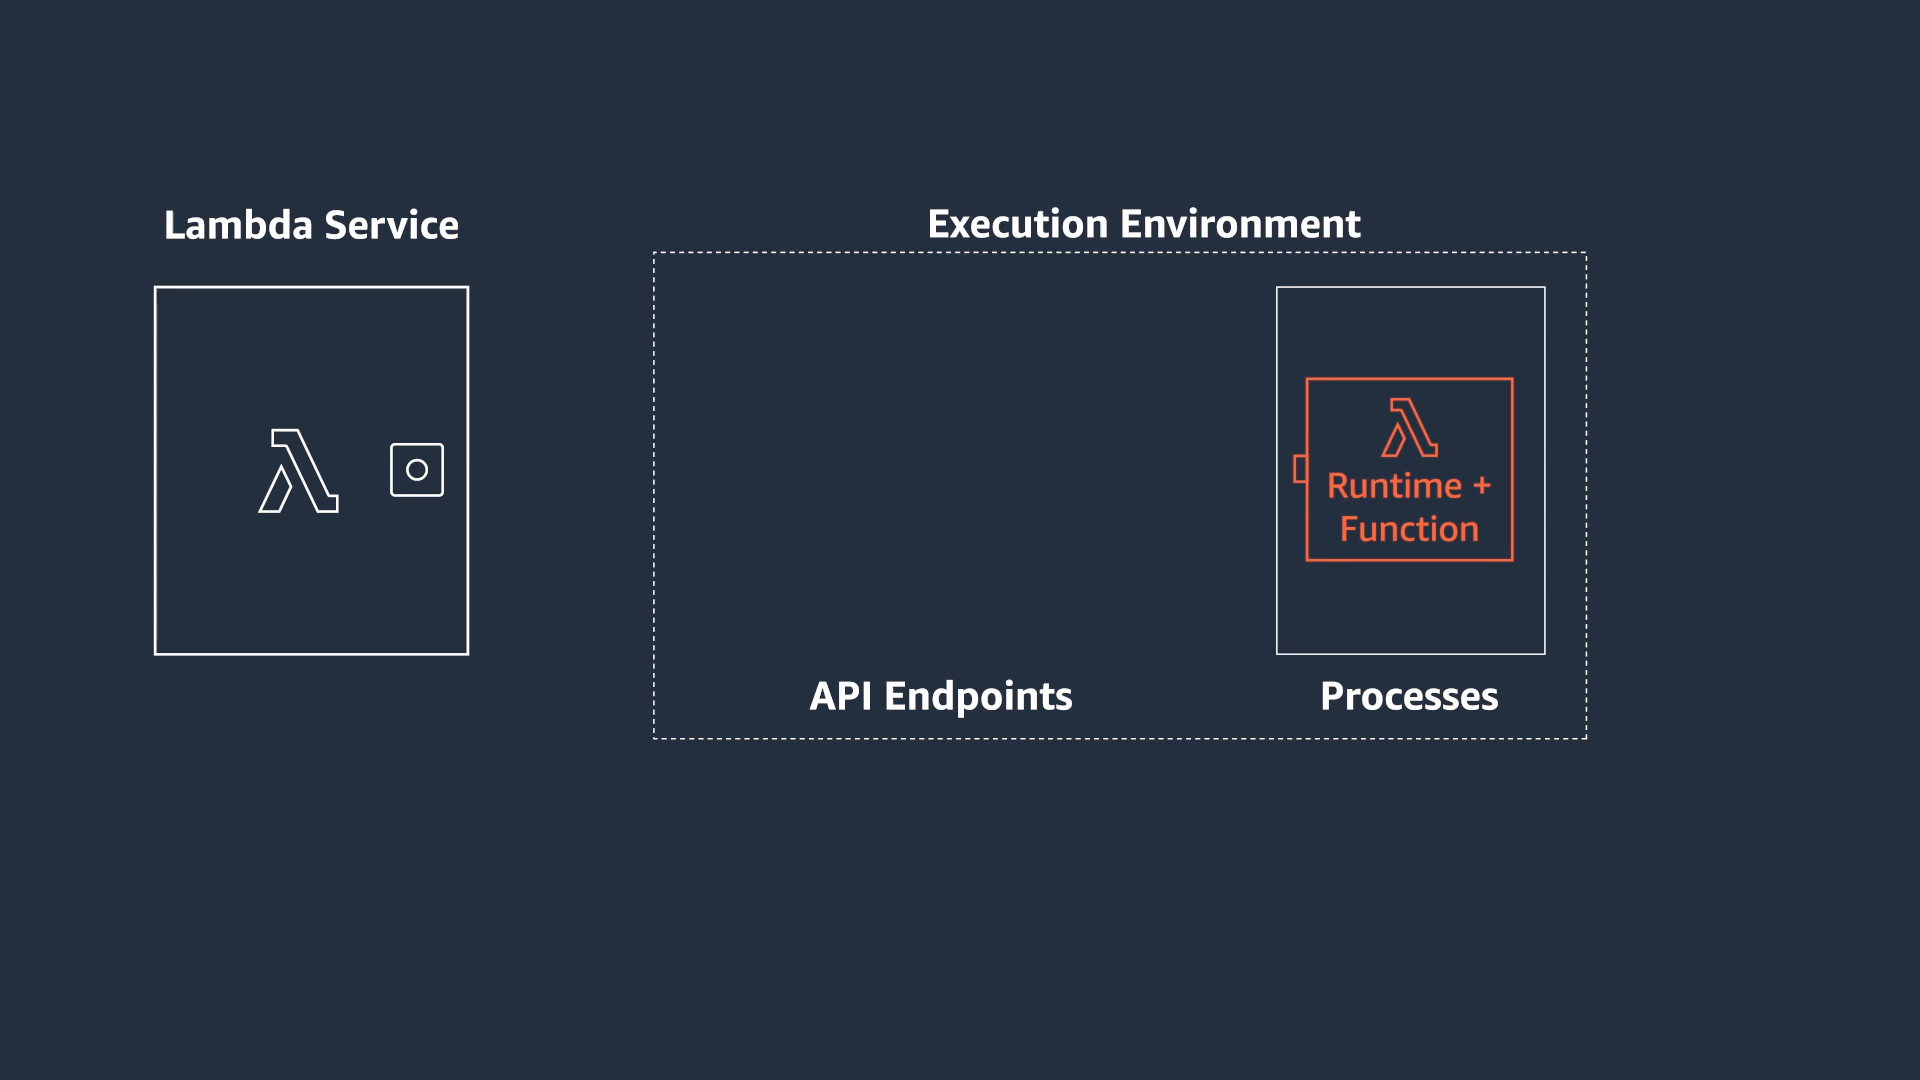 Lambda Service
Execution Environment
Runtime +
Function
API Endpoints
Processes